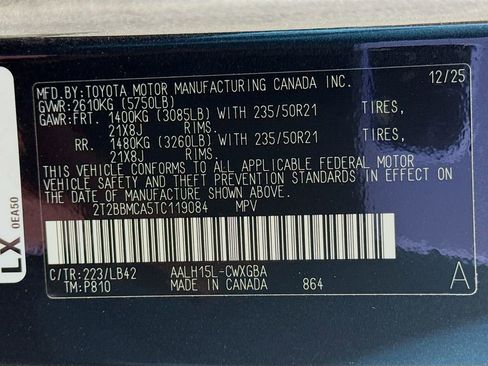 MFD.BY:TOYOTA MOTOR MANUFACTURING CANADA INC. 12/25
GVWR:2610KG (5750LB)
GAWR:FRT. 1400KG (3085LB) WITH 235/50R21 TIRES,
21X8J RIMS.
RR. 1480KG (3260LB) WITH 235/50R21 TIRES,
21X8J RIMS.
THIS VEHICLE CONFORMS TO ALL APPLICABLE FEDERAL MOTOR
VEHICLE SAFETY AND THEFT PREVENTION STANDARDS IN EFFECT ON
THE DATE OF MANUFACTURE SHOWN ABOVE.
2T2BBMCA5TC119084 MPV
C/TR:223/LB42 AALH15L-CWXGBA A
TM:P810 MADE IN CANADA 864
LX
0EA50